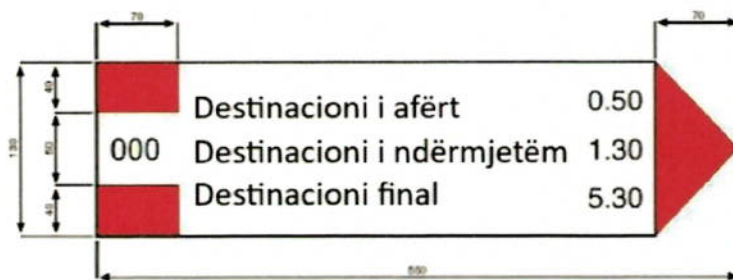 70 70
40
130
50
40
000
Destinacioni i afërt 0.50
Destinacioni i ndërmjetëm 1.30
Destinacioni final 5.30
550